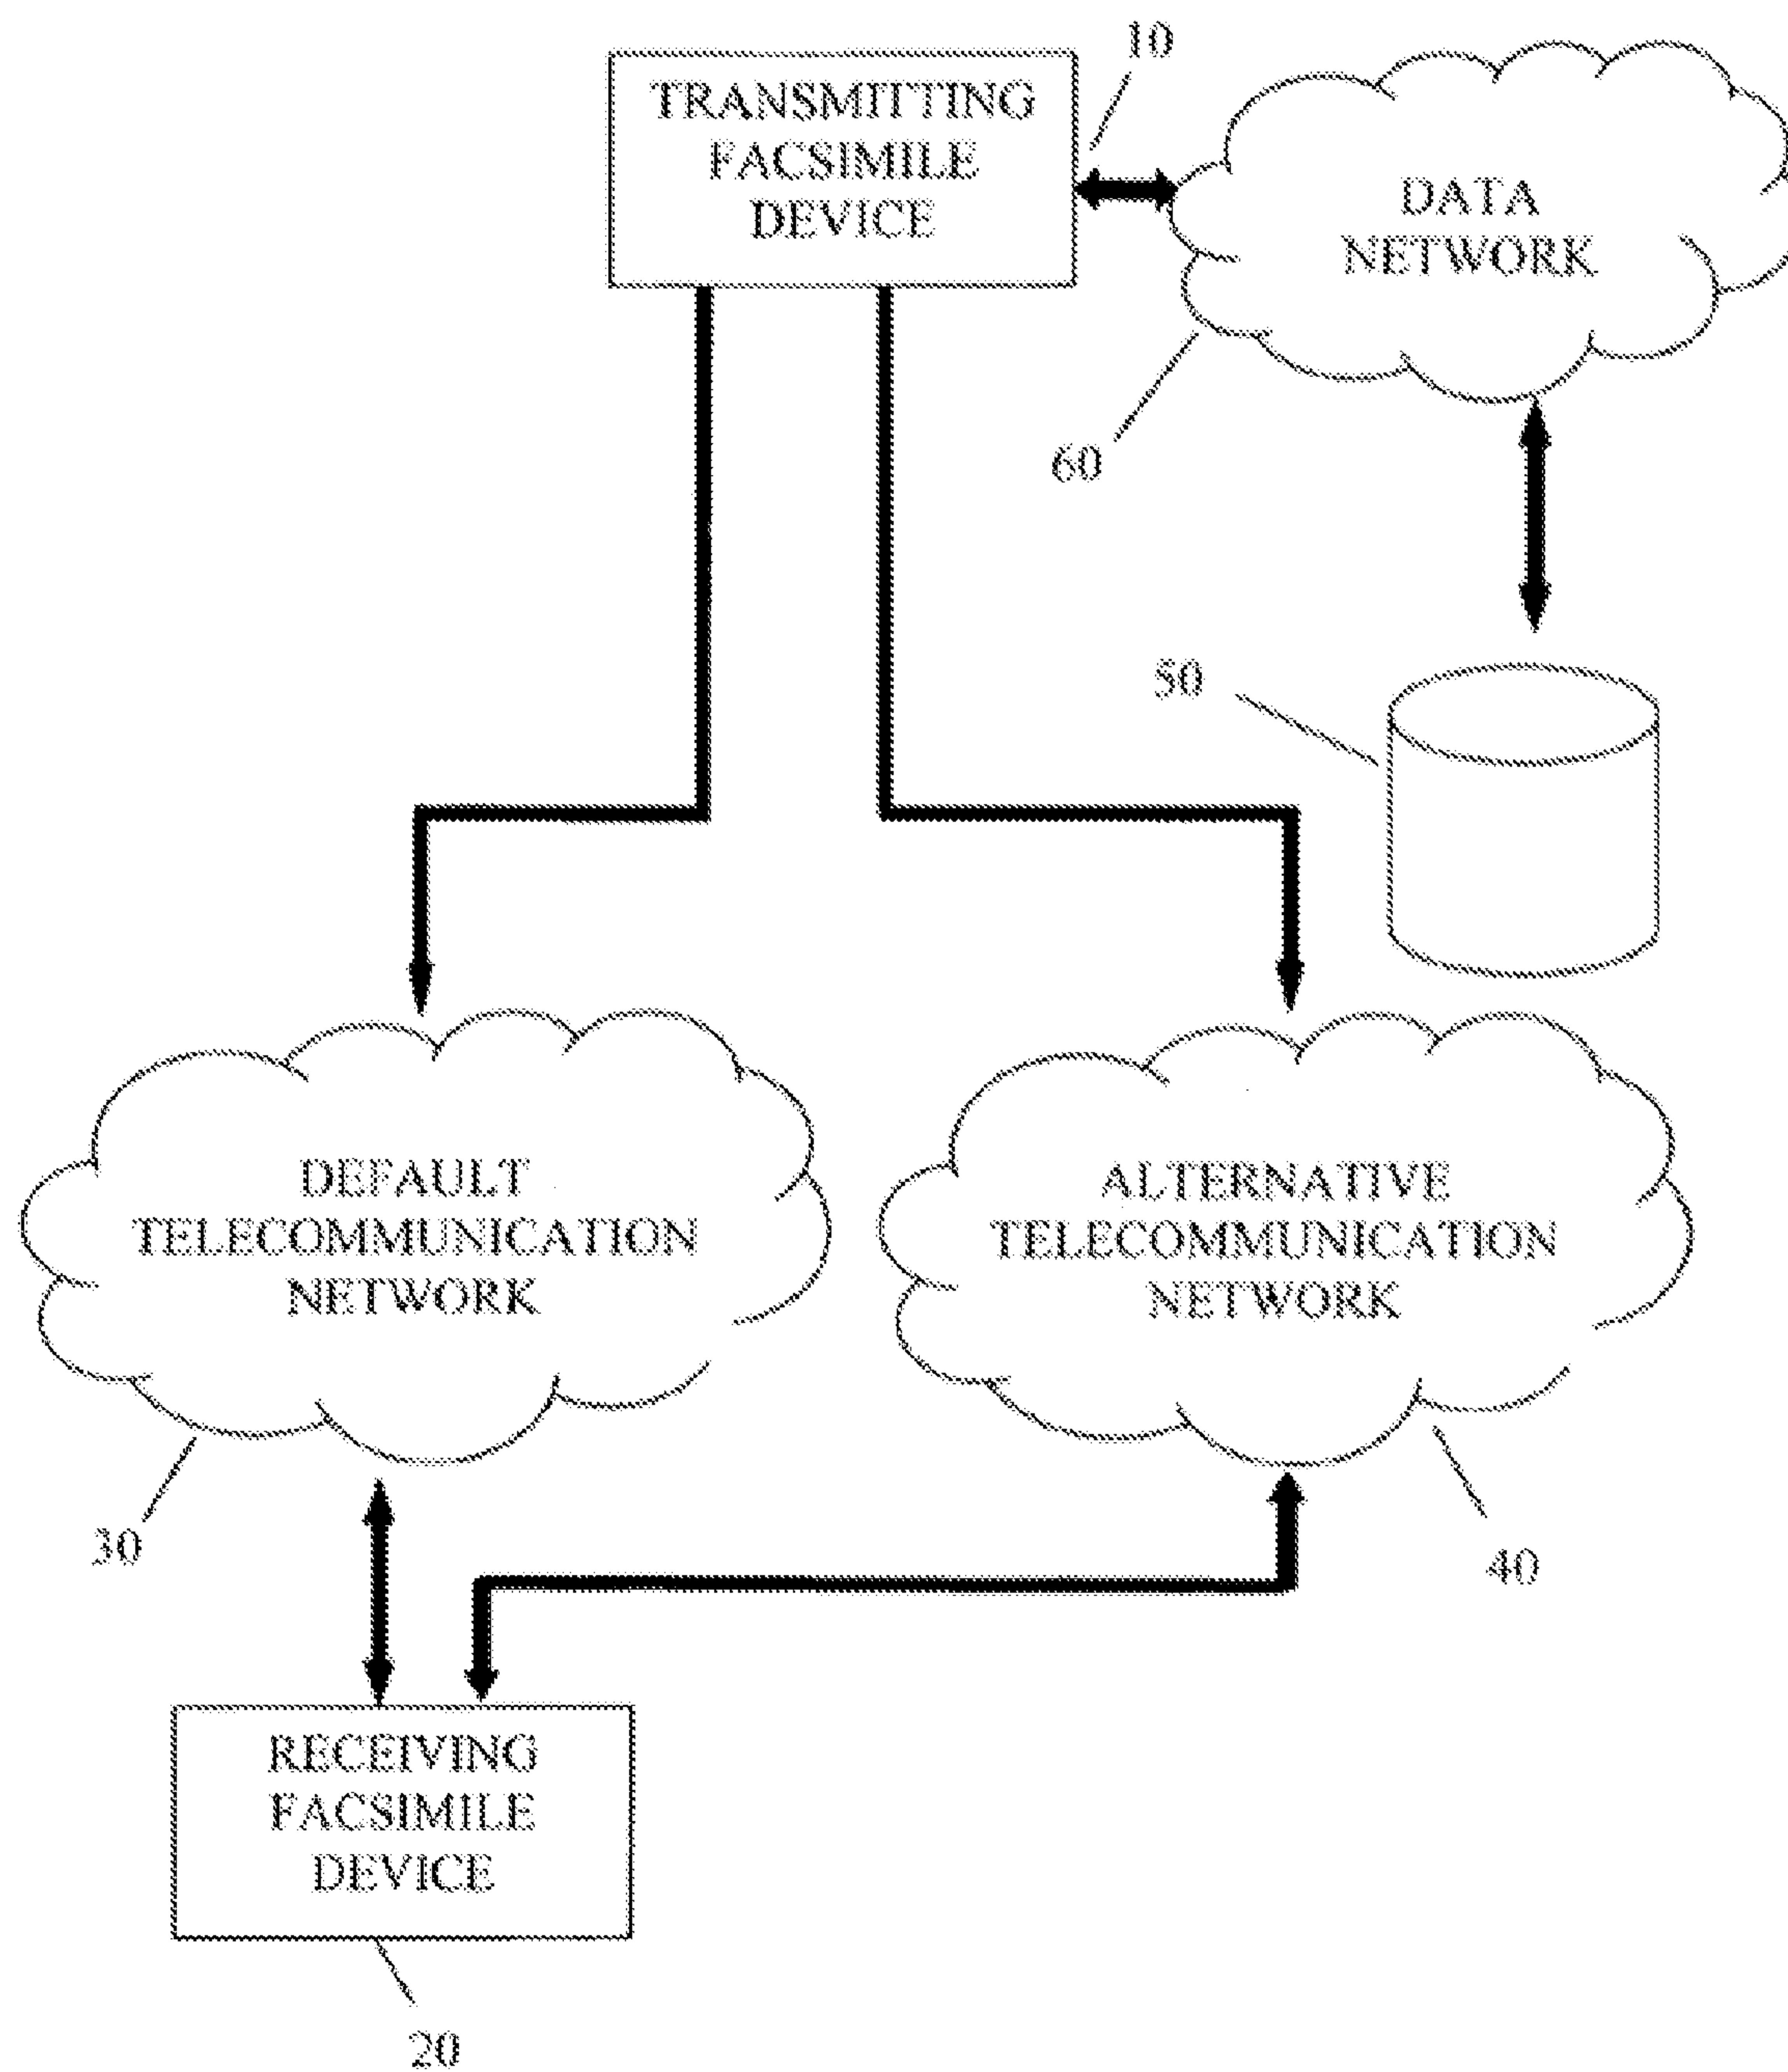 10
TRANSMITTING
FACSIMILE
DEVICE
DATA
NETWORK
60
50
DEFAULT
TELECOMMUNICATION
NETWORK
ALTERNATIVE
TELECOMMUNICATION
NETWORK
30
40
RECEIVING
FACSIMILE
DEVICE
20